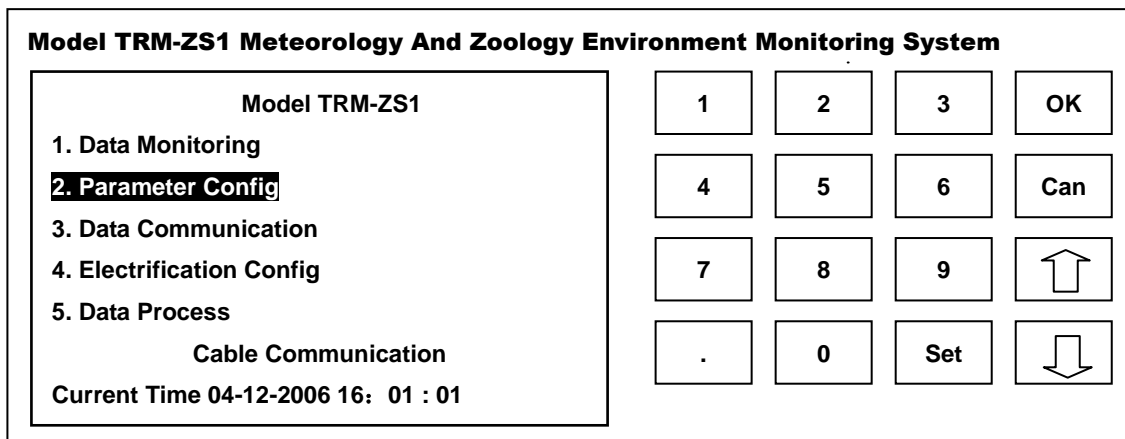 Model TRM-ZS1 Meteorology And Zoology Environment Monitoring System
Model TRM-ZS1
1. Data Monitoring
2. Parameter Config
3. Data Communication
4. Electrification Config
5. Data Process
Cable Communication
Current Time 04-12-2006 16：01 : 01
1 2 3 OK
4 5 6 Can
7 8 9
. 0 Set